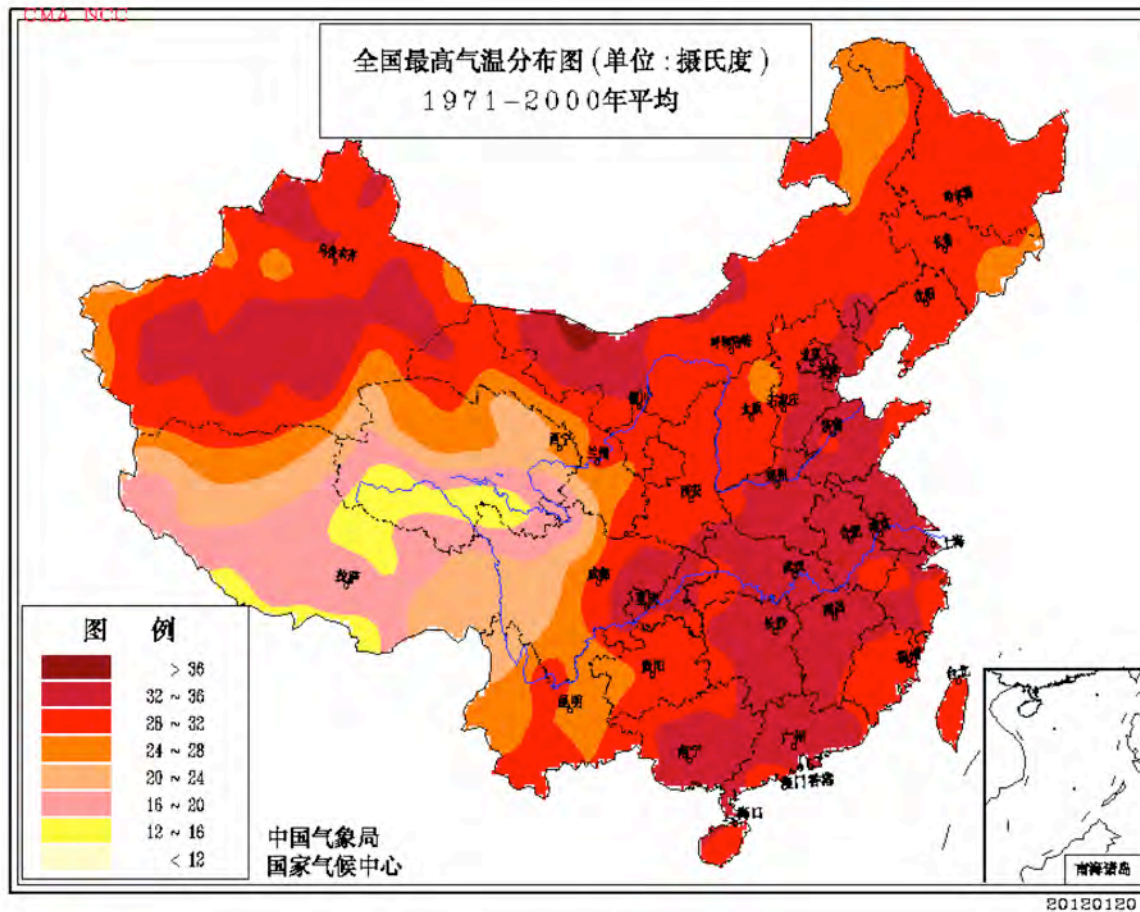 CMA NCC
全国最高气温分布图(单位:摄氏度)
1971-2000年平均
哈尔滨
乌鲁木齐
长春
沈阳
呼和浩特
北京
天津
银川
太原
石家庄
西宁
兰州
济南
郑州
西安
合肥
南京
上海
拉萨
成都
武汉
重庆
南昌
长沙
贵阳
福州
台北
昆明
南宁
广州
澳门香港
海口
图 例
> 36
32 ~ 36
28 ~ 32
24 ~ 28
20 ~ 24
16 ~ 20
12 ~ 16
< 12
中国气象局
国家气候中心
南海诸岛
20120120